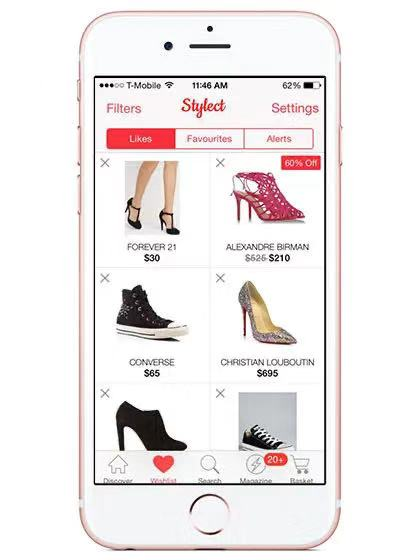 T-Mobile 11:46 AM 62%
Filters Stylect Settings
Likes Favourites Alerts
60% Off
FOREVER 21
$30
ALEXANDRE BIRMAN
$525 $210
CONVERSE
$65
CHRISTIAN LOUBOUTIN
$695
20+
Discover Wishlist Search Magazine Basket